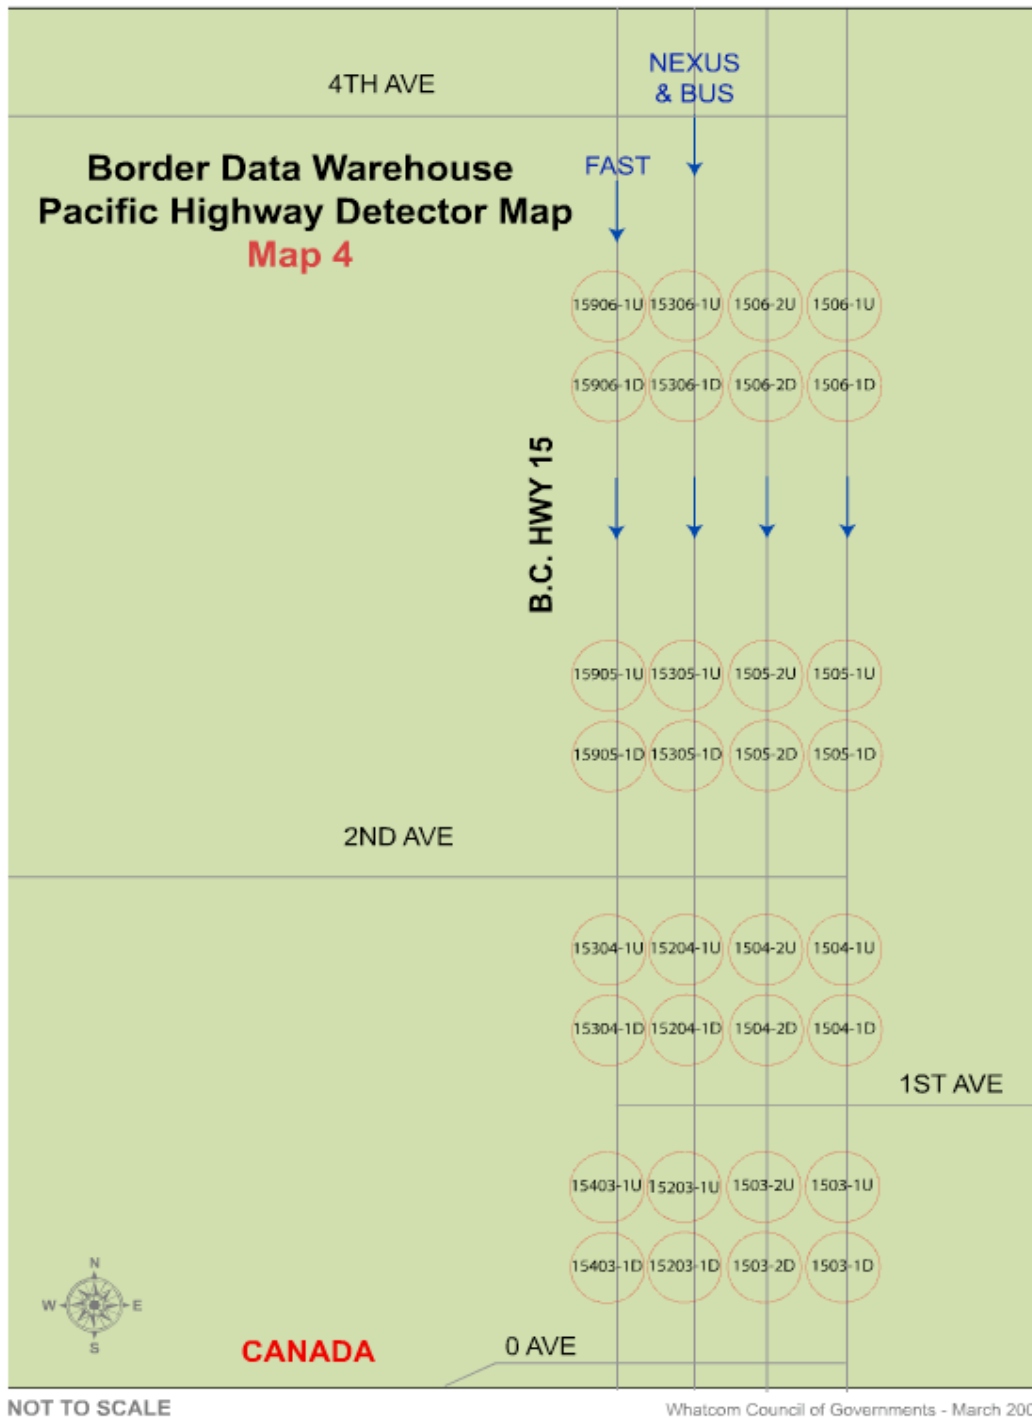 NEXUS
& BUS
4TH AVE
Border Data Warehouse
FAST
Pacific Highway Detector Map
Map 4
15906-1U 15306-1U 1506-2U 1506-1U
15906-1D 15306-1D 1506-2D 1506-1D
B.C. HWY 15
15905-1U 15305-1U 1505-2U 1505-1U
15905-1D 15305-1D 1505-2D 1505-1D
2ND AVE
15304-1U 15204-1U 1504-2U 1504-1U
15304-1D 15204-1D 1504-2D 1504-1D
1ST AVE
15403-1U 15203-1U 1503-2U 1503-1U
15403-1D 15203-1D 1503-2D 1503-1D
N
W E
S
CANADA
0 AVE
NOT TO SCALE
Whatcom Council of Governments - March